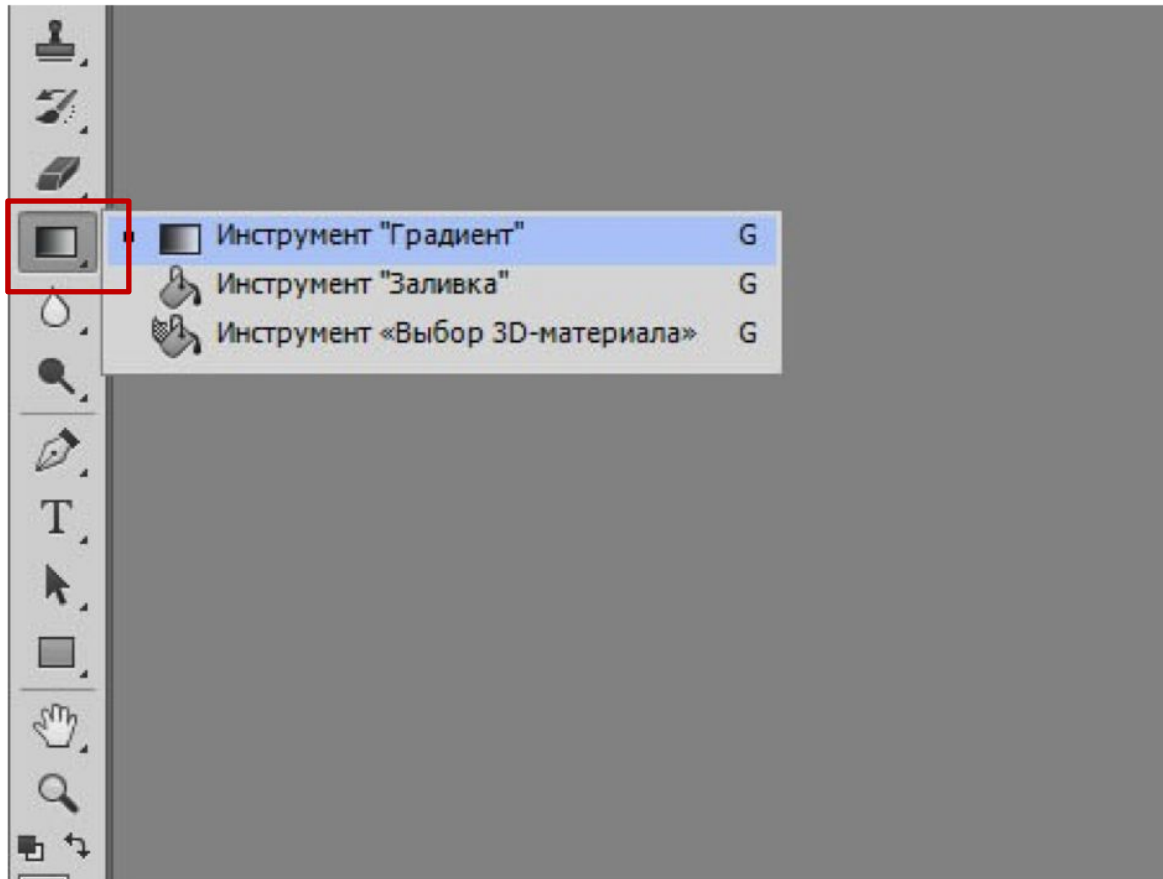 Инструмент "Градиент" G
Инструмент "Заливка" G
Инструмент «Выбор 3D-материала» G
T